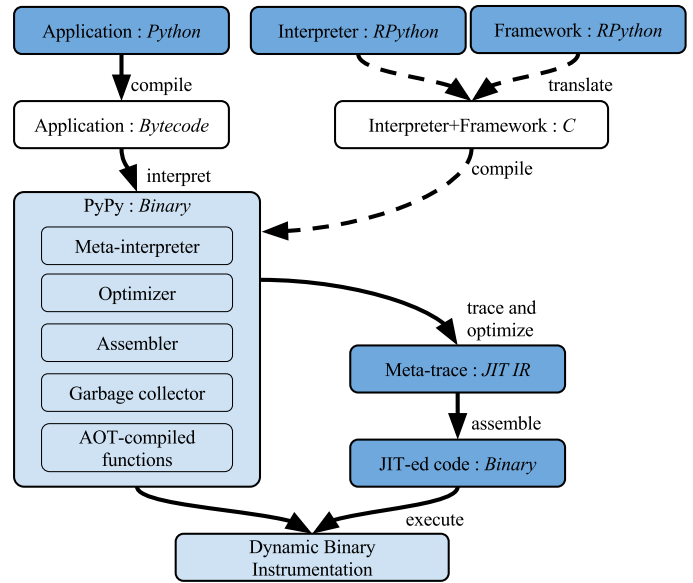 Application : Python
Interpreter : RPython
Framework : RPython
compile
translate
Application : Bytecode
Interpreter+Framework : C
interpret
compile
PyPy : Binary
Meta-interpreter
Optimizer
Assembler
Garbage collector
AOT-compiled
functions
trace and
optimize
Meta-trace : JIT IR
assemble
JIT-ed code : Binary
execute
Dynamic Binary
Instrumentation